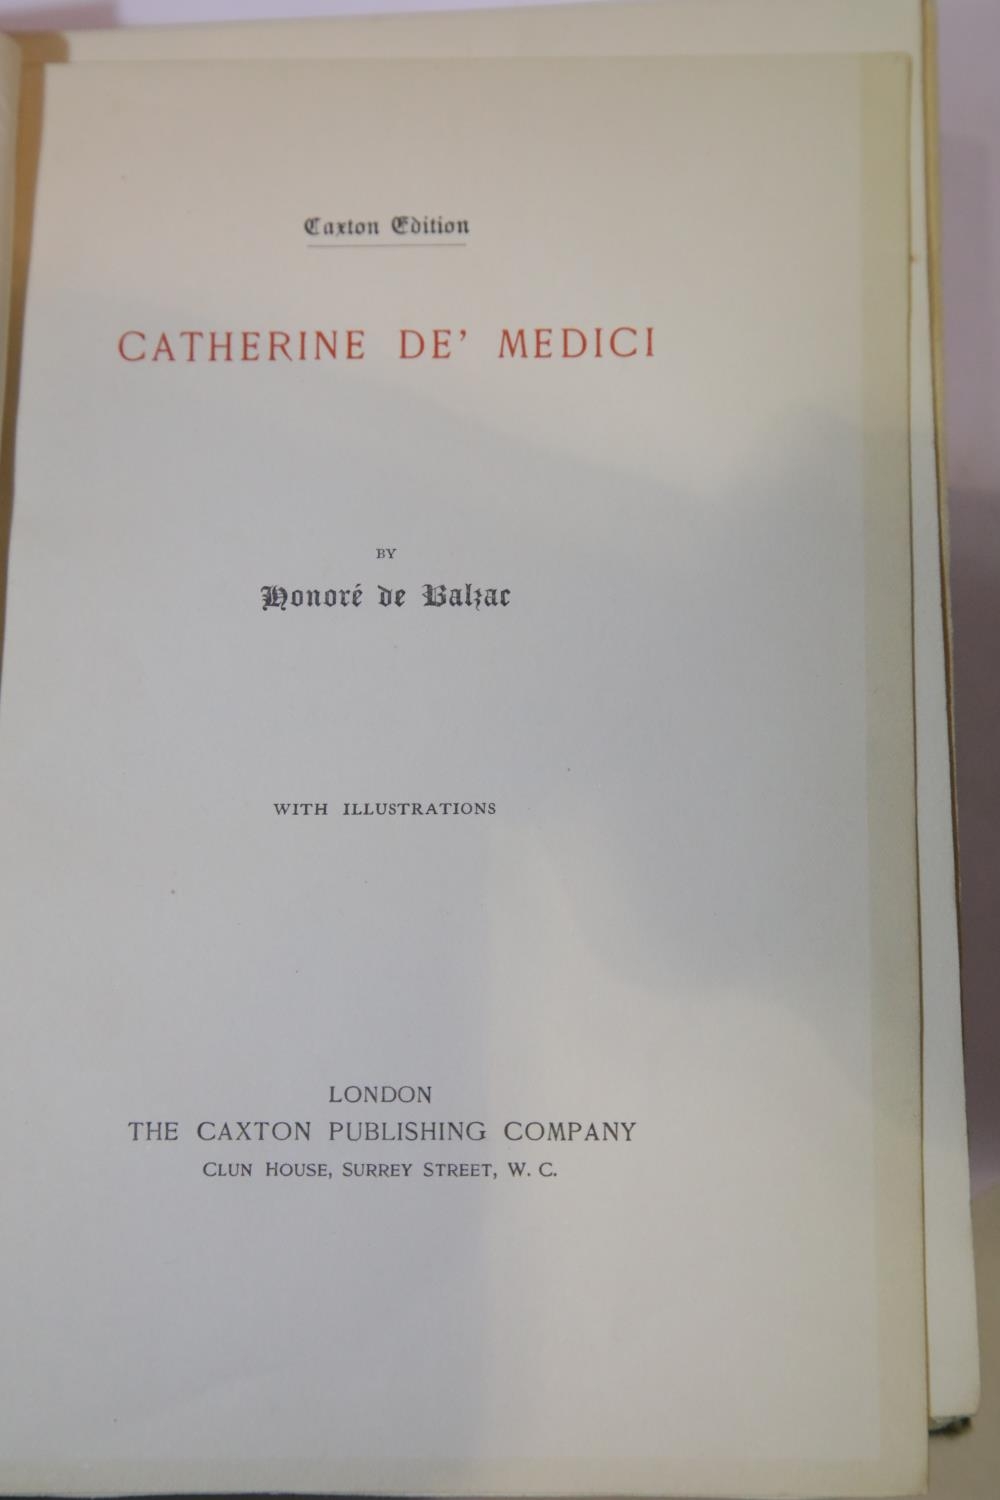 Caxton Edition
CATHERINE DE' MEDICI
BY
Honoré de Balzac
WITH ILLUSTRATIONS
LONDON
THE CAXTON PUBLISHING COMPANY
CLUN HOUSE, SURREY STREET, W. C.